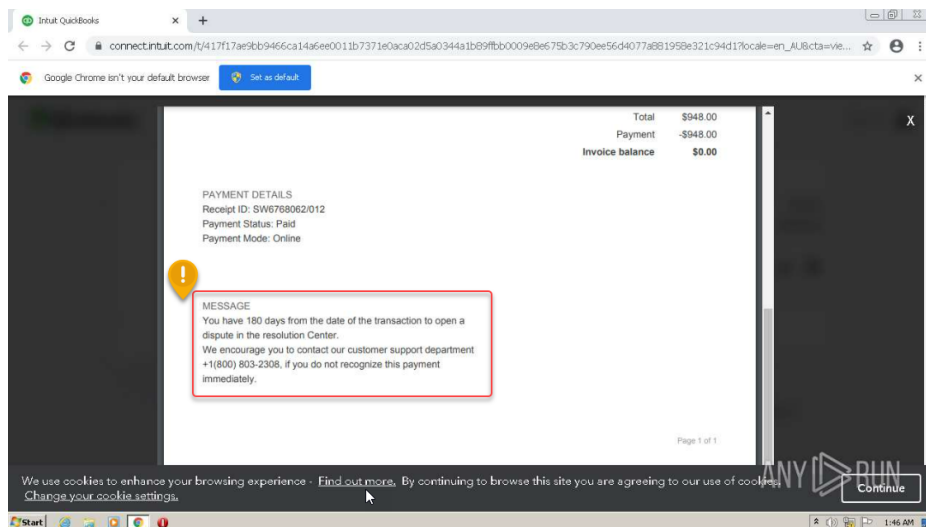 Intuit QuickBooks
connect.intuit.com/t/417f17ae9bb9466ca14a6ee0011b7371e0aca02d5a0344a1b89ffbb0009e8e675b3c790ee56d4077a881958e321c94d1?locale=en_AU&cta=vie...
Google Chrome isn't your default browser Set as default
X
Total $948.00
Payment -$948.00
Invoice balance $0.00
PAYMENT DETAILS
Receipt ID: SW6768062/012
Payment Status: Paid
Payment Mode: Online
!
MESSAGE
You have 180 days from the date of the transaction to open a
dispute in the resolution Center.
We encourage you to contact our customer support department
+1(800) 803-2308, if you do not recognize this payment
immediately.
Page 1 of 1
We use cookies to enhance your browsing experience - Find out more. By continuing to browse this site you are agreeing to our use of cookies.
Change your cookie settings.
Continue
ANY RUN
Start
1:46 AM